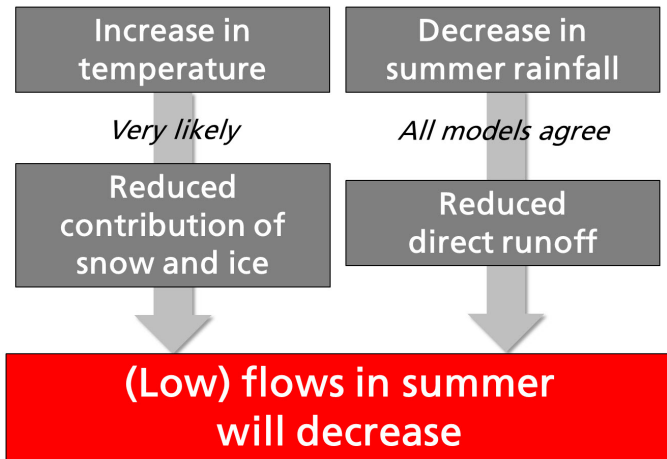 Increase in
temperature
Decrease in
summer rainfall
Very likely
All models agree
Reduced
contribution of
snow and ice
Reduced
direct runoff
(Low) flows in summer
will decrease